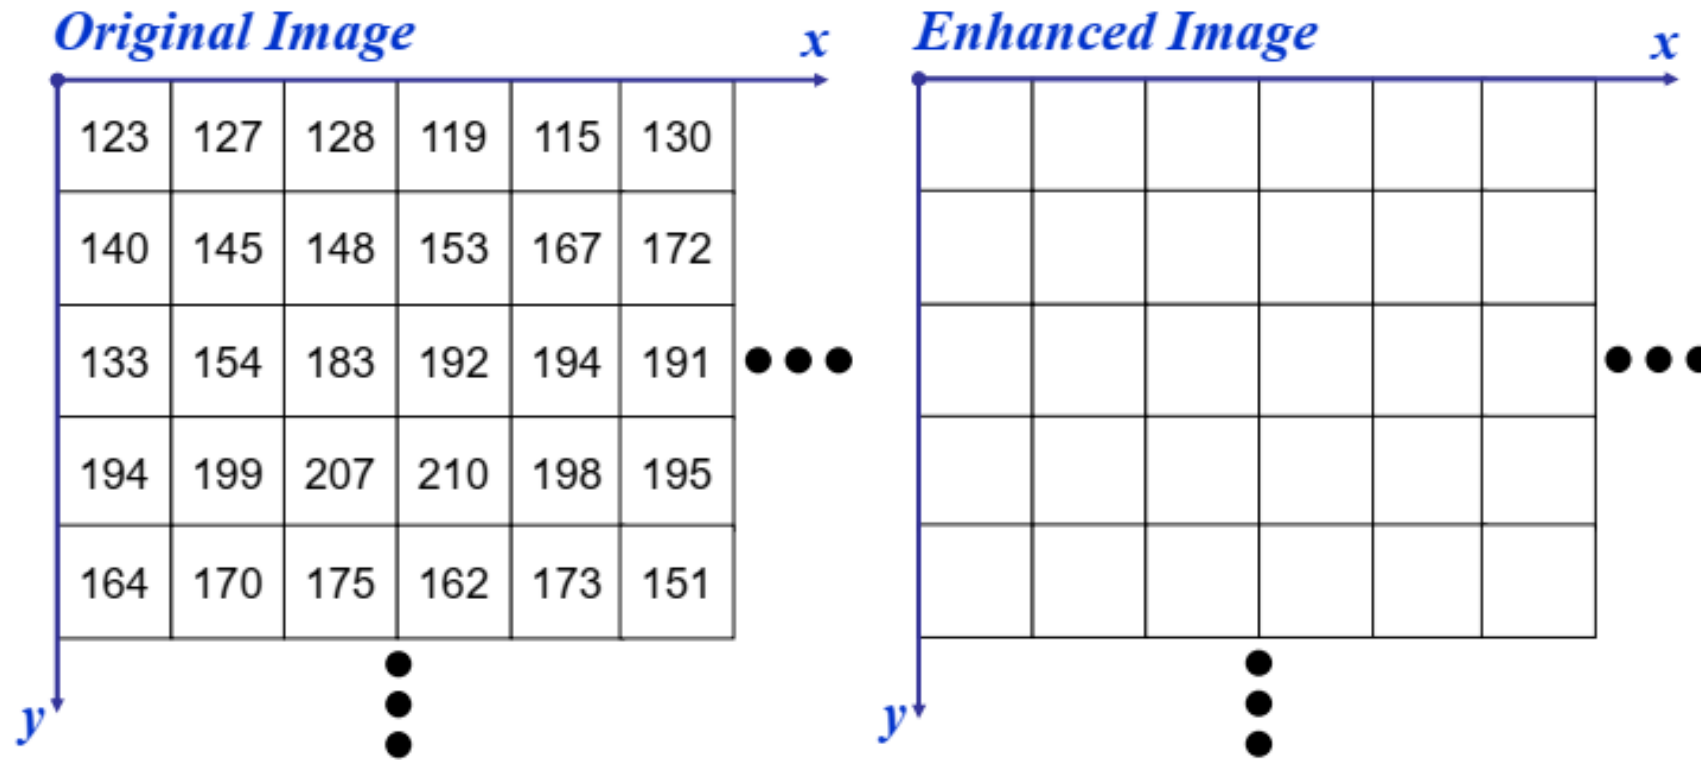 Original Image
x
123 127 128 119 115 130
140 145 148 153 167 172
133 154 183 192 194 191
194 199 207 210 198 195
164 170 175 162 173 151
y
Enhanced Image
x
y